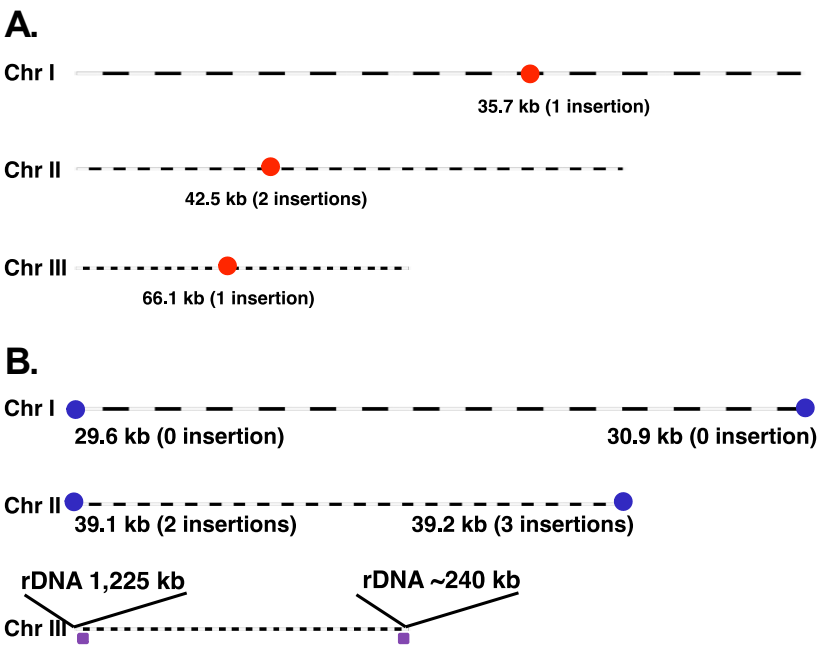 A.
Chr I
35.7 kb (1 insertion)
Chr II
42.5 kb (2 insertions)
Chr III
66.1 kb (1 insertion)
B.
Chr I
29.6 kb (0 insertion) 30.9 kb (0 insertion)
Chr II
39.1 kb (2 insertions) 39.2 kb (3 insertions)
rDNA 1,225 kb rDNA ~240 kb
Chr III